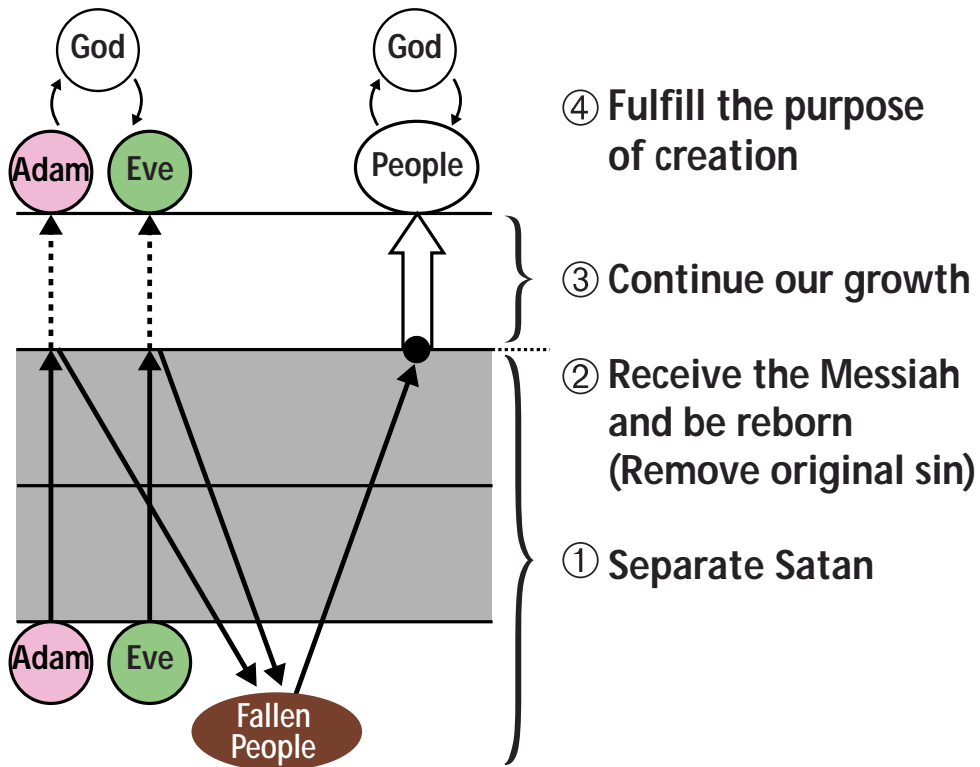 God
God
Adam
Eve
People
④ Fulfill the purpose
of creation
③ Continue our growth
② Receive the Messiah
and be reborn
(Remove original sin)
① Separate Satan
Adam
Eve
Fallen
People